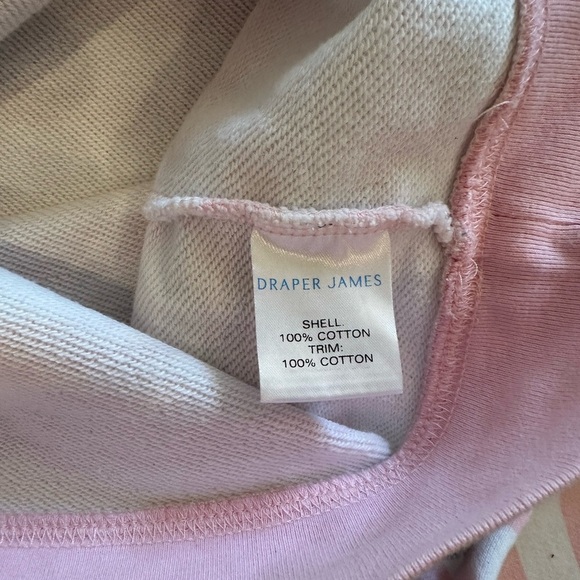 DRAPER JAMES
SHELL.
100% COTTON
TRIM:
100% COTTON